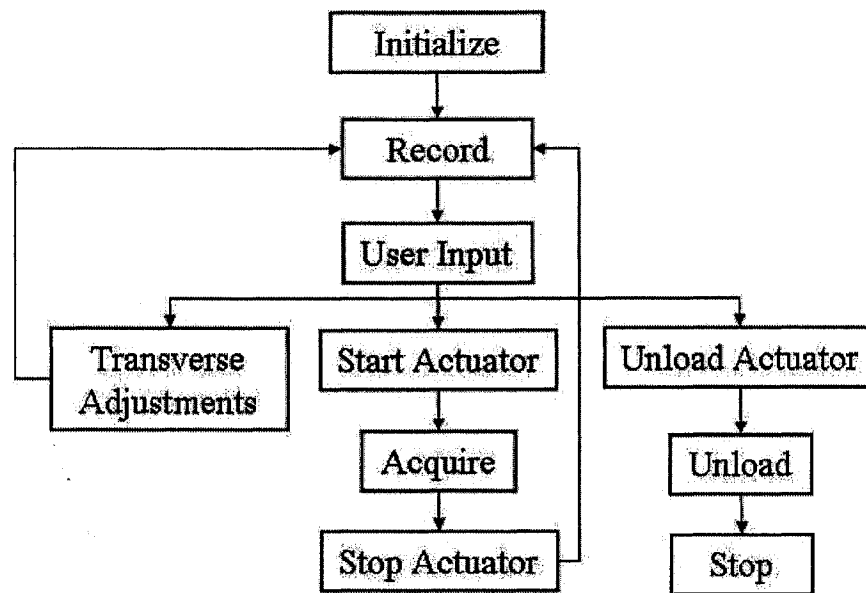 Initialize
Record
User Input
Transverse
Adjustments
Start Actuator
Unload Actuator
Acquire
Unload
Stop Actuator
Stop